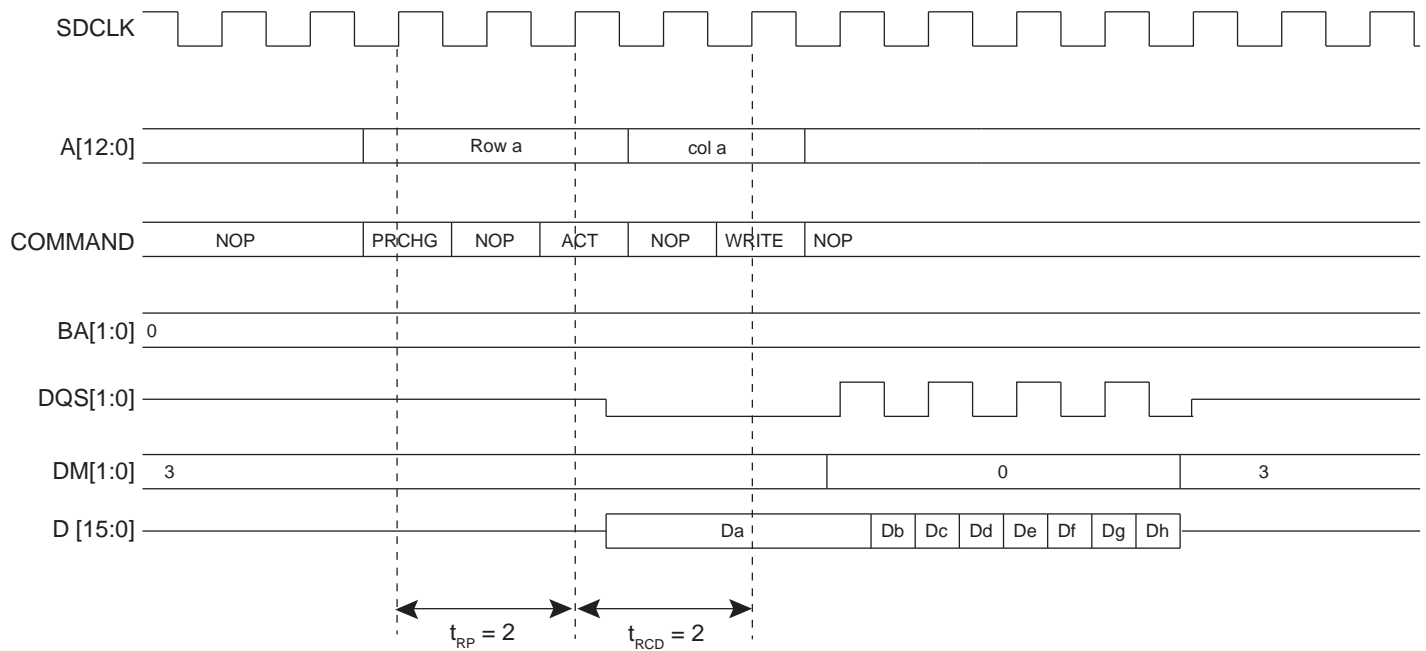 SDCLK
A[12:0] Row a col a
COMMAND NOP PRCHG NOP ACT NOP WRITE NOP
BA[1:0] 0
DQS[1:0]
DM[1:0] 3 0 3
D [15:0] Da Db Dc Dd De Df Dg Dh
tRP = 2 tRCD = 2